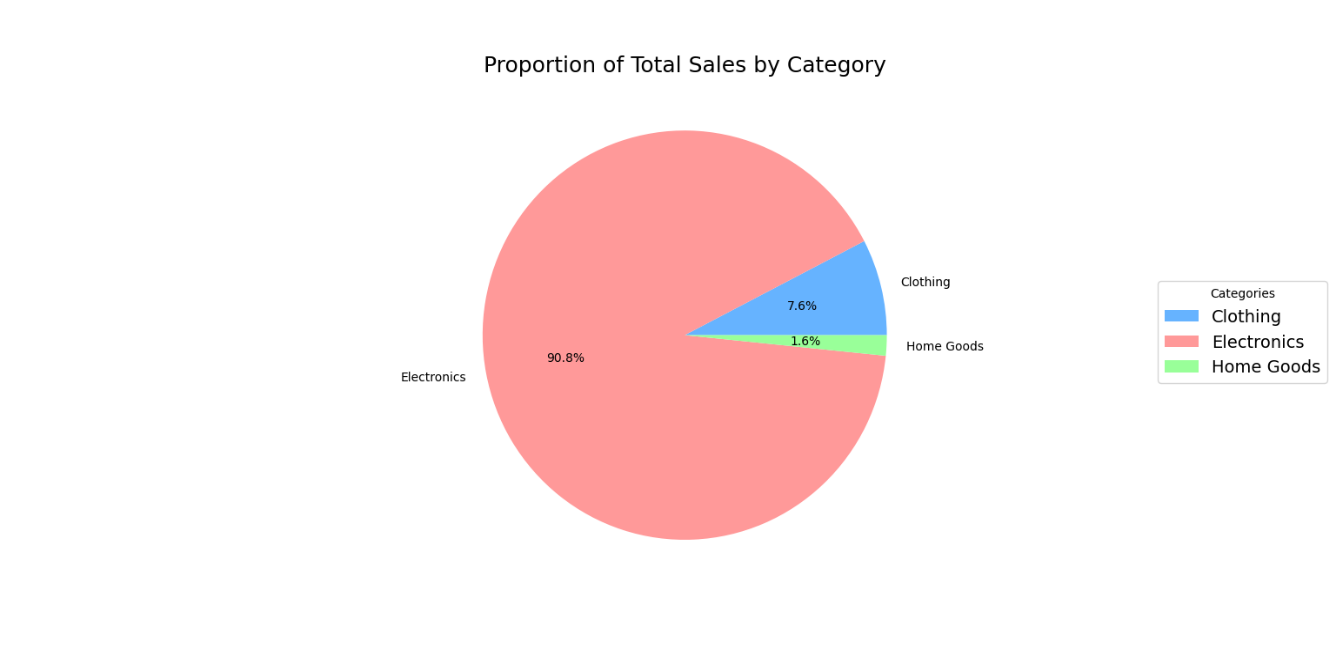 Proportion of Total Sales by Category
Clothing
7.6%
1.6%
Home Goods
90.8%
Electronics
Categories
Clothing
Electronics
Home Goods